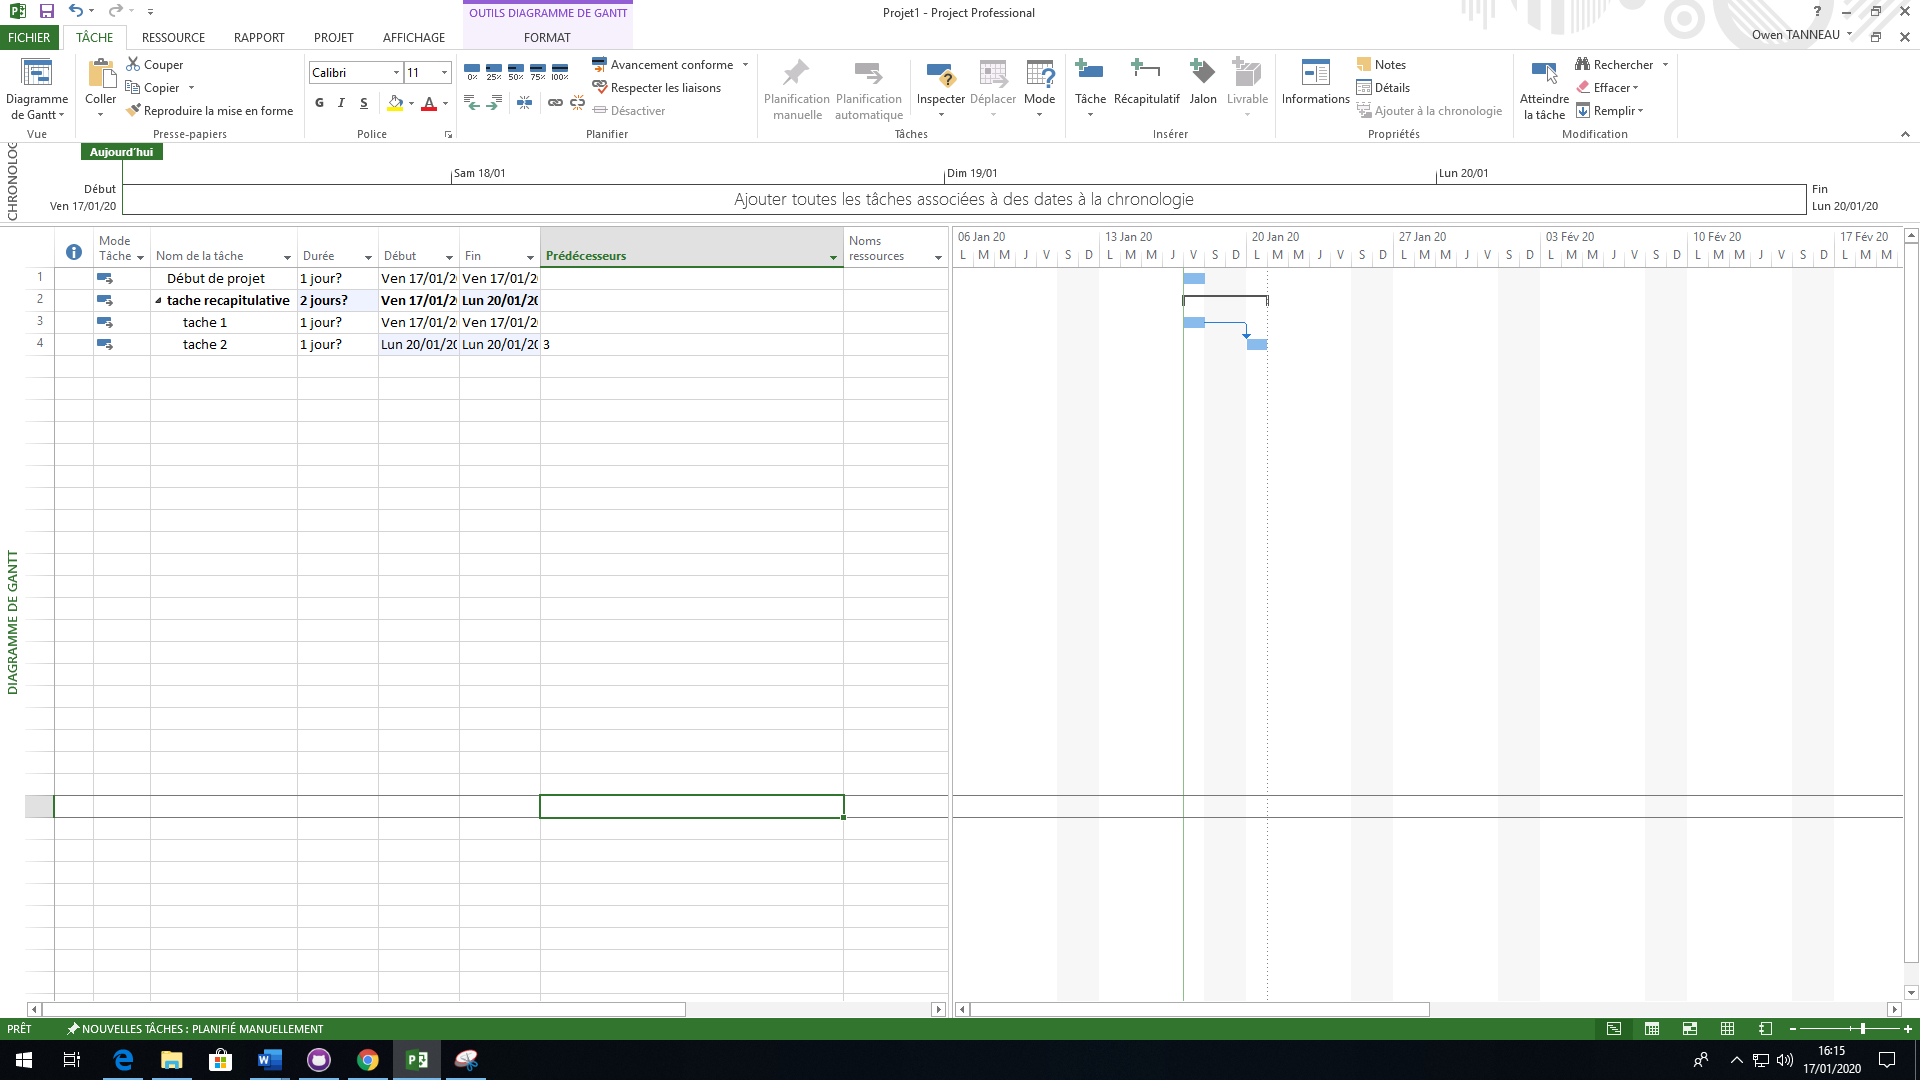 OUTILS DIAGRAMME DE GANTT
Projet1 - Project Professional
FICHIER TÂCHE RESSOURCE RAPPORT PROJET AFFICHAGE FORMAT
Owen TANNEAU
Diagramme de Gantt
Vue
Coller
Couper
Copier
Reproduire la mise en forme
Presse-papiers
Calibri 11
G I S
Police
0% 25% 50% 75% 100%
Avancement conforme
Respecter les liaisons
Désactiver
Planifier
Planification manuelle
Planification automatique
Inspecter Déplacer Mode
Tâches
Tâche Récapitulatif Jalon Livrable
Insérer
Informations
Notes
Détails
Ajouter à la chronologie
Propriétés
Atteindre la tâche
Rechercher
Effacer
Remplir
Modification
CHRONOLOG
Aujourd'hui
Sam 18/01 Dim 19/01 Lun 20/01
Début
Ven 17/01/20
Ajouter toutes les tâches associées à des dates à la chronologie
Fin
Lun 20/01/20
Mode Tâche Nom de la tâche Durée Début Fin Prédécesseurs Noms ressources
06 Jan 20 13 Jan 20 20 Jan 20 27 Jan 20 03 Fév 20 10 Fév 20 17 Fév 20
L M M J V S D L M M J V S D L M M J V S D L M M J V S D L M M J V S D L M M J V S D L M M
1 Début de projet 1 jour? Ven 17/01/2 Ven 17/01/2
2 tache recapitulative 2 jours? Ven 17/01/ Lun 20/01/2
3 tache 1 1 jour? Ven 17/01/2 Ven 17/01/2
4 tache 2 1 jour? Lun 20/01/2 Lun 20/01/20 3
DIAGRAMME DE GANTT
PRÊT NOUVELLES TÂCHES : PLANIFIÉ MANUELLEMENT
16:15
17/01/2020